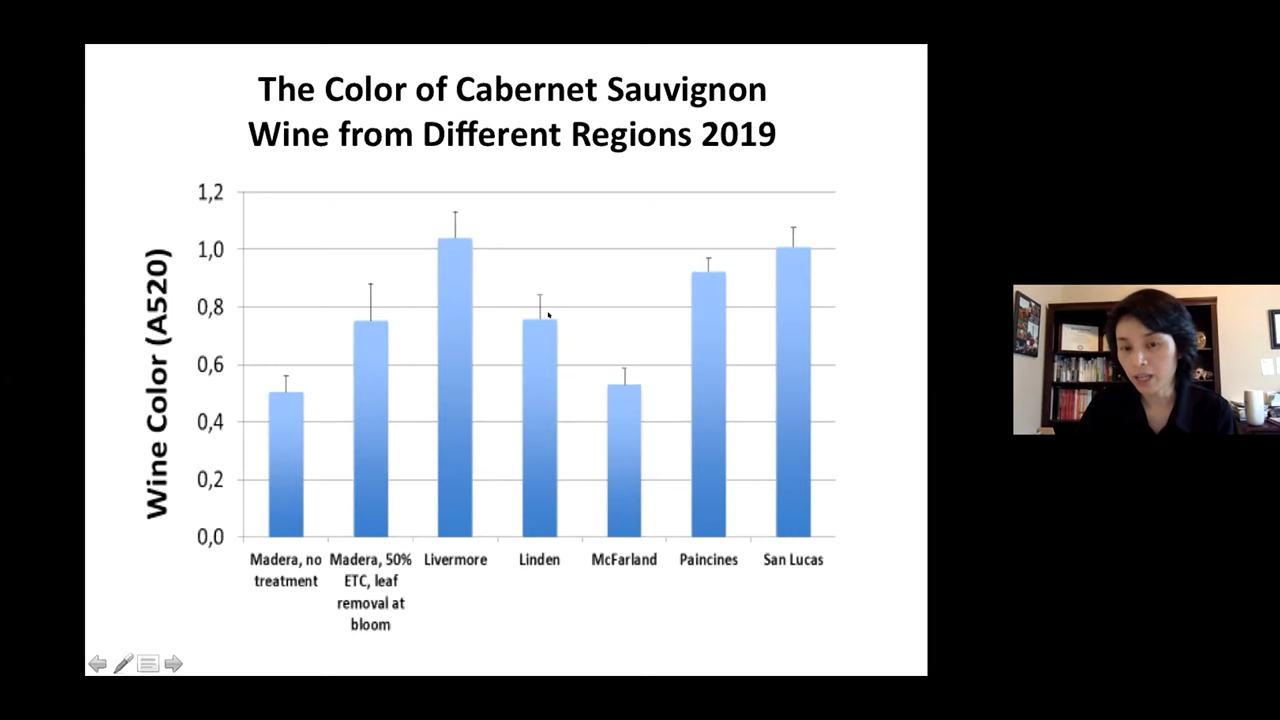 The Color of Cabernet Sauvignon
Wine from Different Regions 2019
Wine Color (A520)
1,2
1,0
0,8
0,6
0,4
0,2
0,0
Madera, no
treatment
Madera, 50%
ETC, leaf
removal at
bloom
Livermore
Linden
McFarland
Paincines
San Lucas